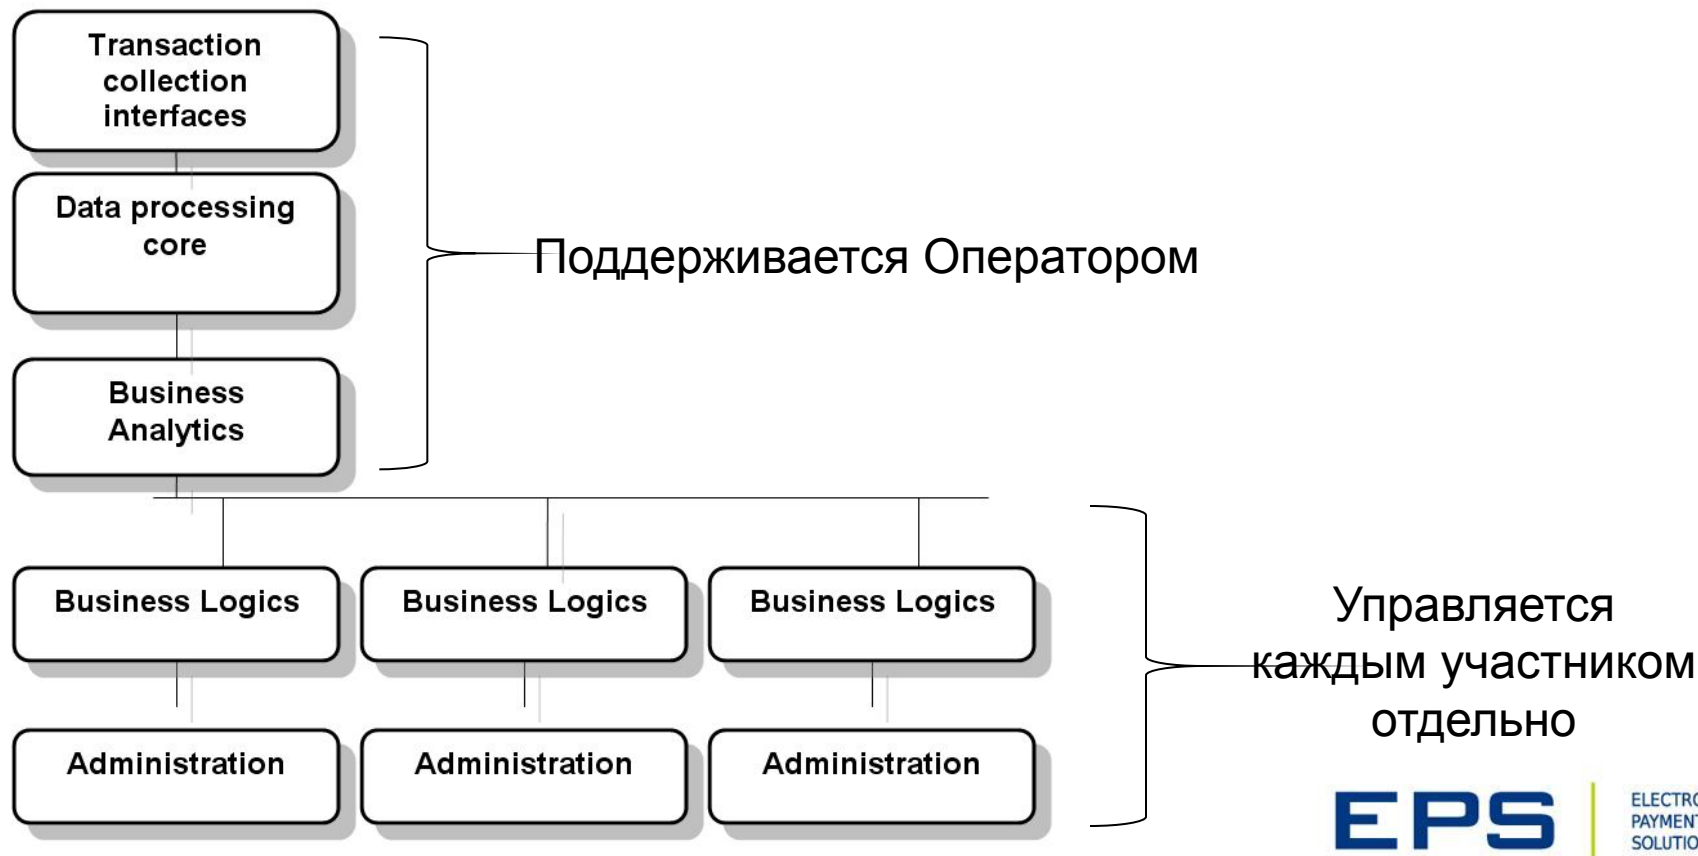 Transaction
collection
interfaces
Data processing
core
Поддерживается Оператором
Business
Analytics
Business Logics
Business Logics
Business Logics
Управляется
каждым участником
отдельно
Administration
Administration
Administration
EPS
PAYMENT